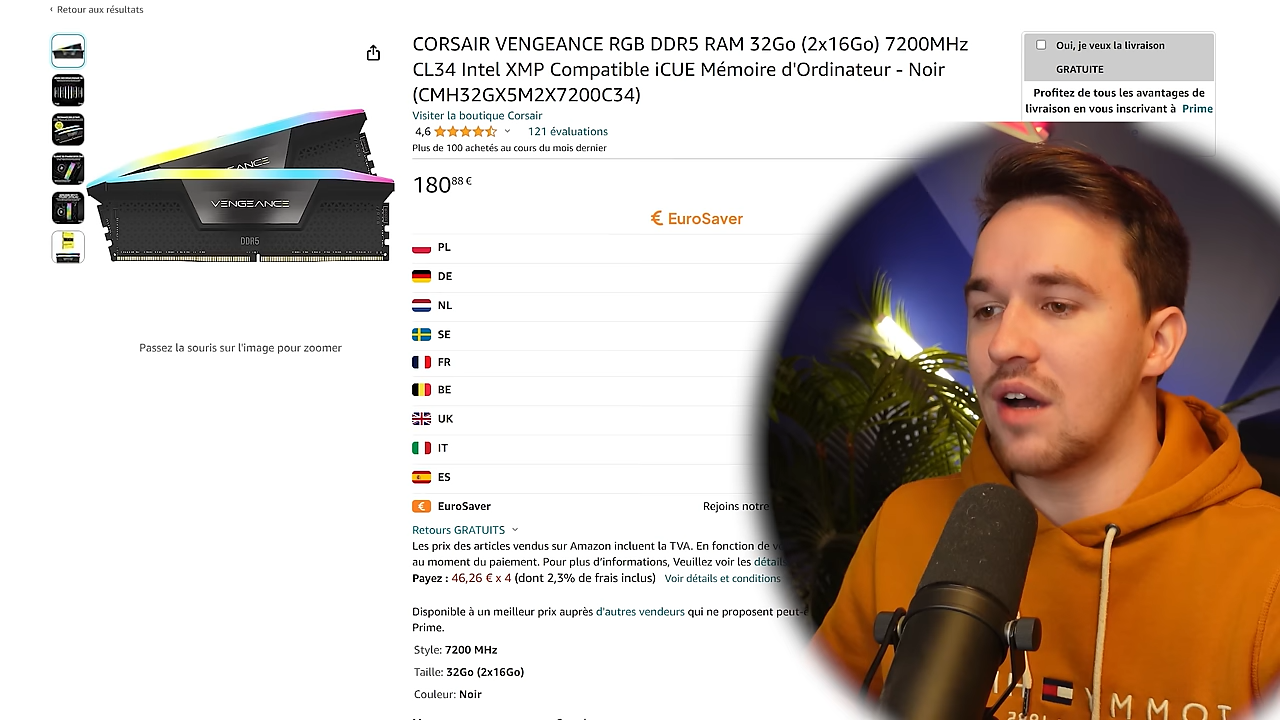 ‹ Retour aux résultats
CORSAIR VENGEANCE RGB DDR5 RAM 32Go (2x16Go) 7200MHz
CL34 Intel XMP Compatible iCUE Mémoire d'Ordinateur - Noir
(CMH32GX5M2X7200C34)
Visiter la boutique Corsair
4,6
121 évaluations
Plus de 100 achetés au cours du mois dernier
180 88 €
€ EuroSaver
PL
DE
NL
SE
FR
BE
UK
IT
ES
€ EuroSaver
Rejoins notre
Retours GRATUITS
Les prix des articles vendus sur Amazon incluent la TVA. En fonction de
au moment du paiement. Pour plus d'informations, Veuillez voir les
Payez : 46,26 € x 4 (dont 2,3% de frais inclus) Voir détails et conditions
Disponible à un meilleur prix auprès d'autres vendeurs qui ne proposent
Prime.
Style: 7200 MHz
Taille: 32Go (2x16Go)
Couleur: Noir
VENGEANCE
DDR5
Passez la souris sur l'image pour zoomer
Oui, je veux la livraison
GRATUITE
Profitez de tous les avantages de
livraison en vous inscrivant à Prime